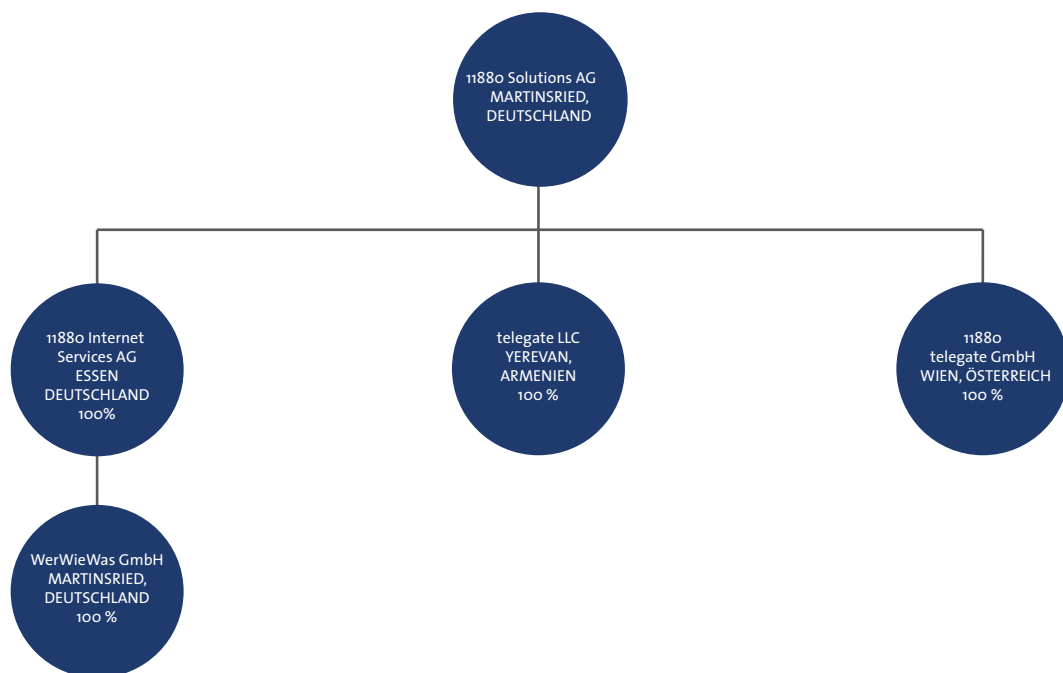 11880 Solutions AG
MARTINSRIED,
DEUTSCHLAND
11880 Internet
Services AG
ESSEN
DEUTSCHLAND
100%
telegate LLC
YEREVAN,
ARMENIEN
100 %
11880
telegate GmbH
WIEN, ÖSTERREICH
100 %
WerWieWas GmbH
MARTINSRIED,
DEUTSCHLAND
100 %